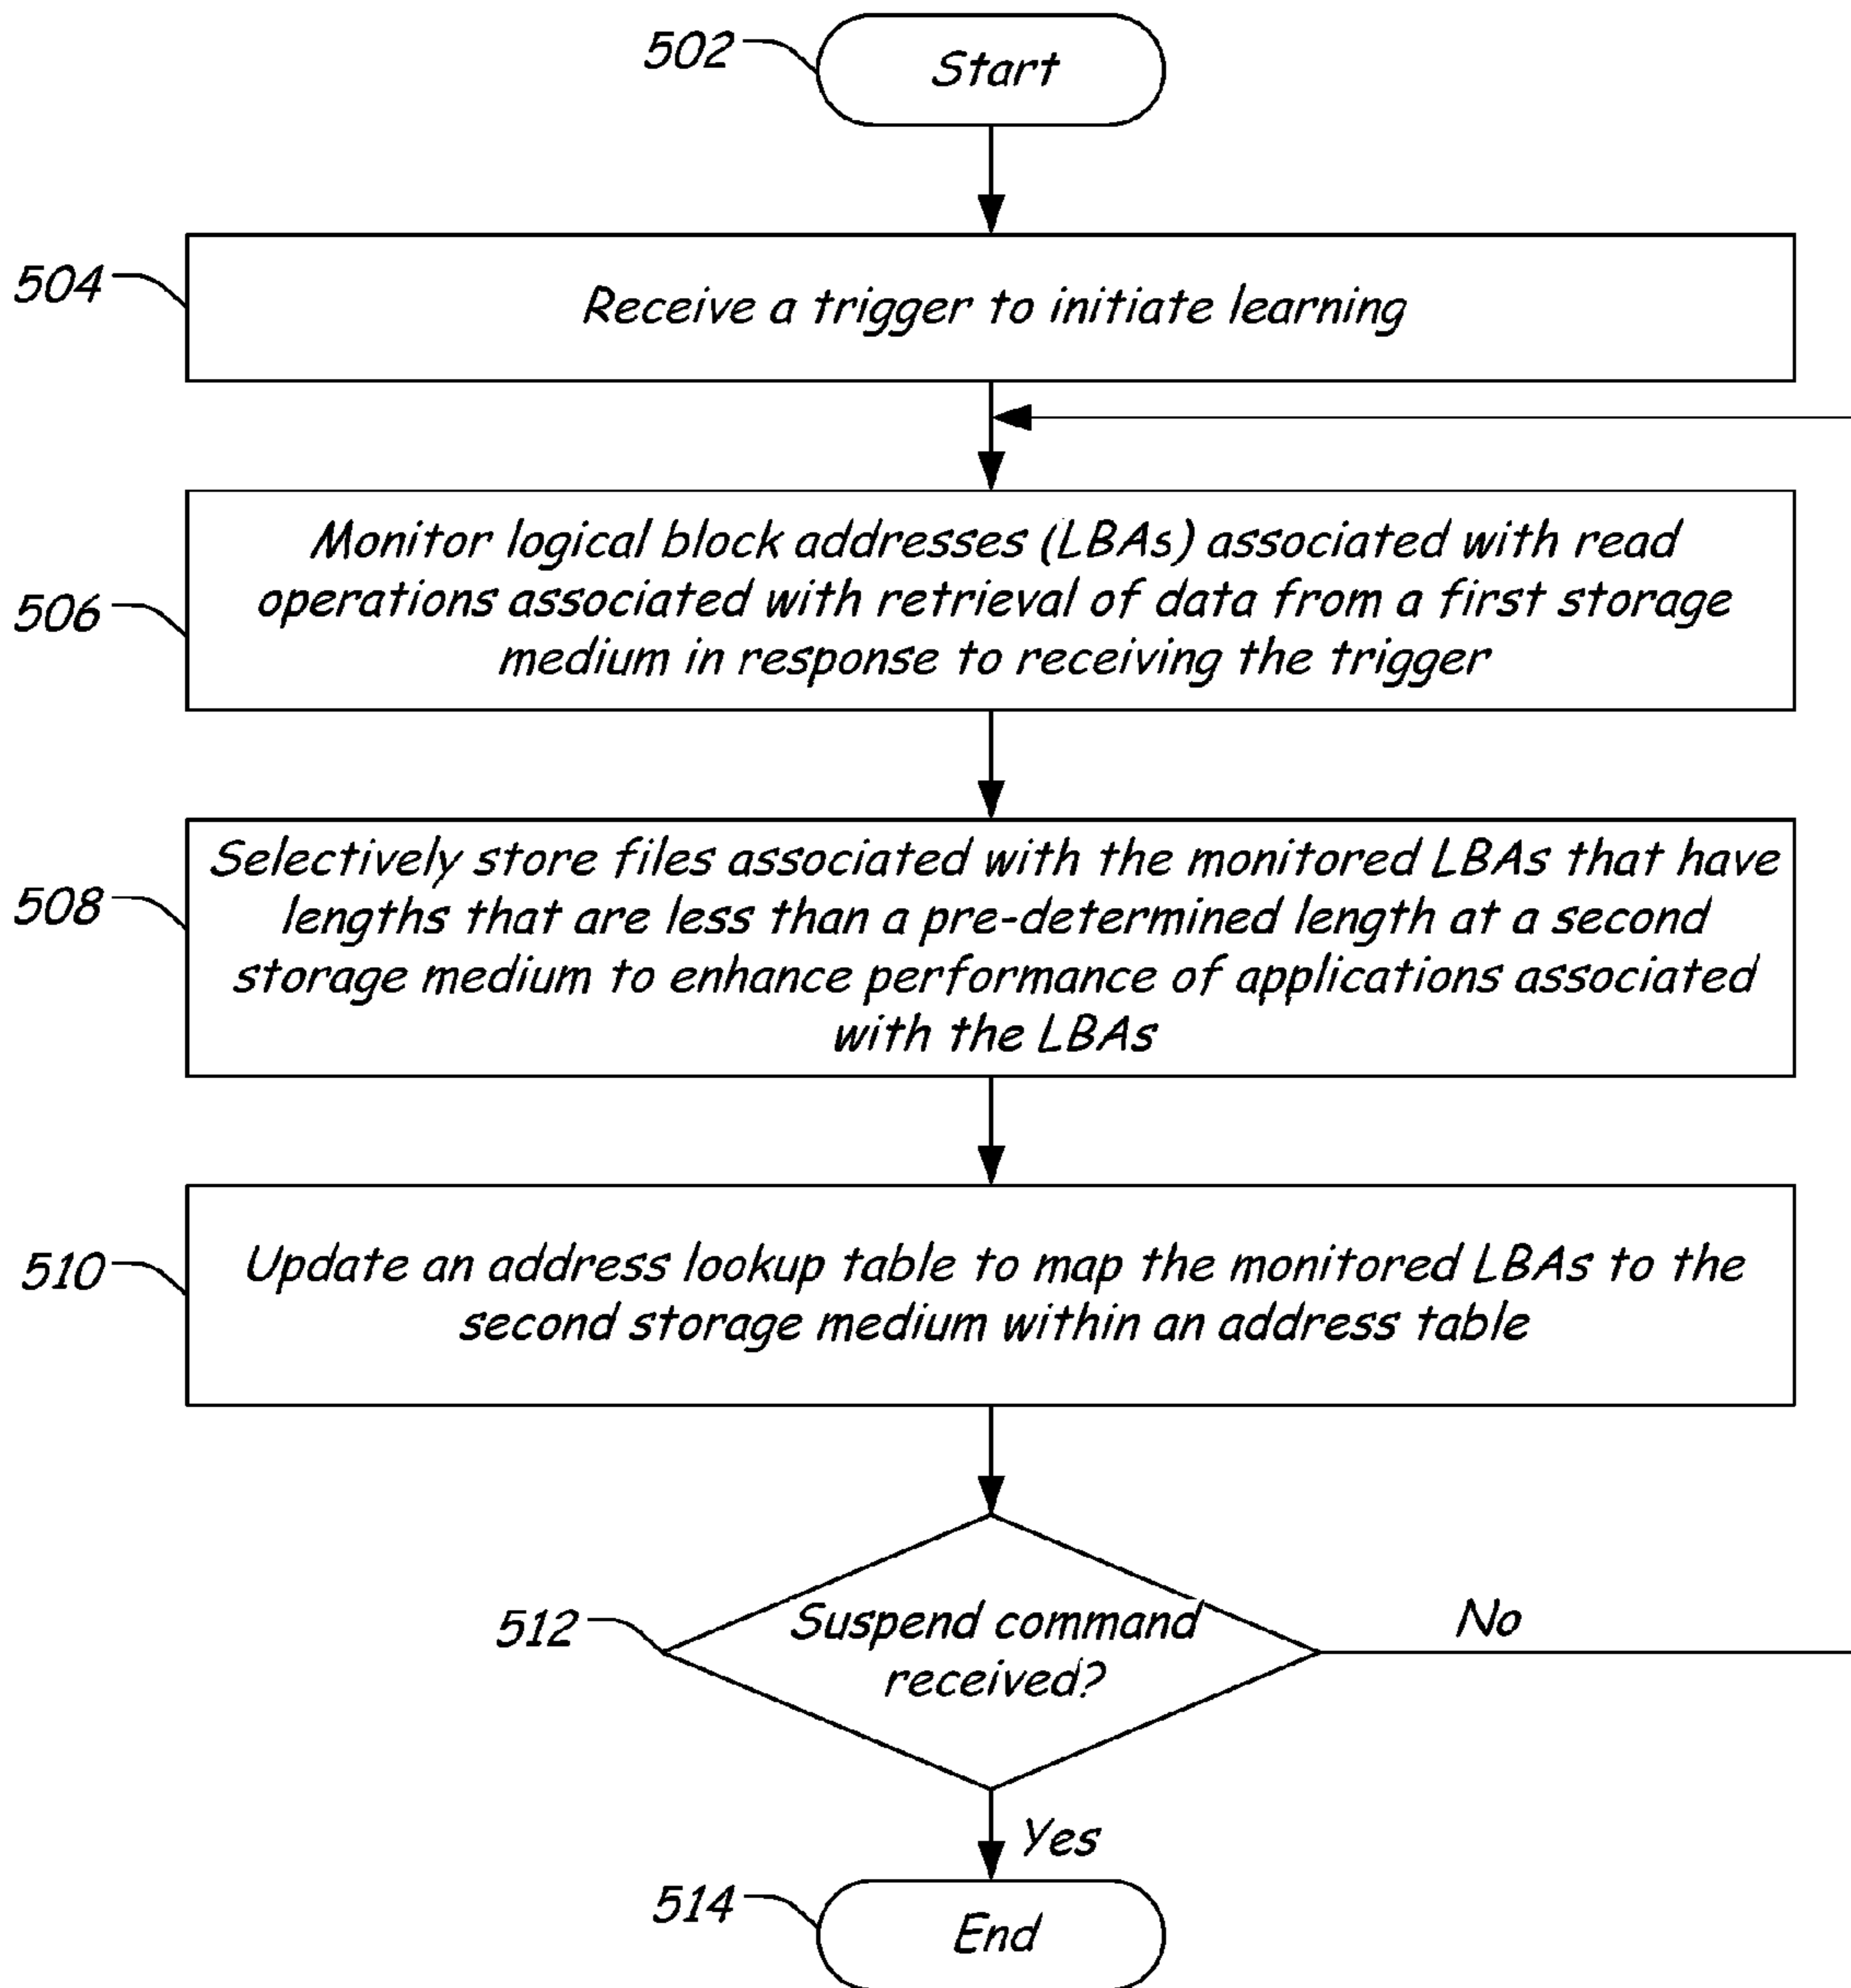 502
Start
504
Receive a trigger to initiate learning
506
Monitor logical block addresses (LBAs) associated with read
operations associated with retrieval of data from a first storage
medium in response to receiving the trigger
508
Selectively store files associated with the monitored LBAs that have
lengths that are less than a pre-determined length at a second
storage medium to enhance performance of applications associated
with the LBAs
510
Update an address lookup table to map the monitored LBAs to the
second storage medium within an address table
512
Suspend command
received?
No
Yes
514
End